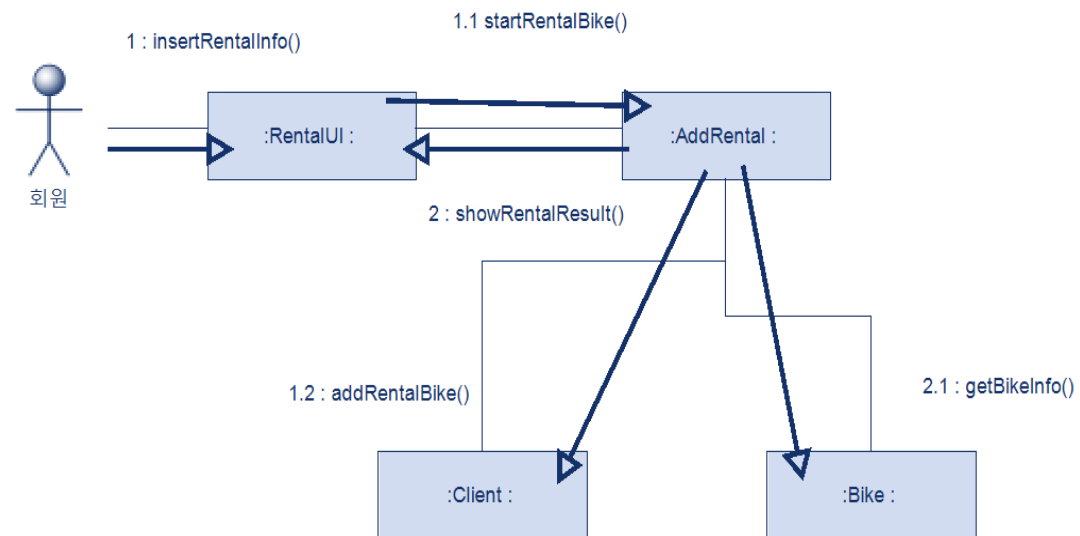 1.1 startRentalBike()
1 : insertRentalInfo()
:RentalUI :
:AddRental :
회원
2 : showRentalResult()
1.2 : addRentalBike()
2.1 : getBikeInfo()
:Client :
:Bike :